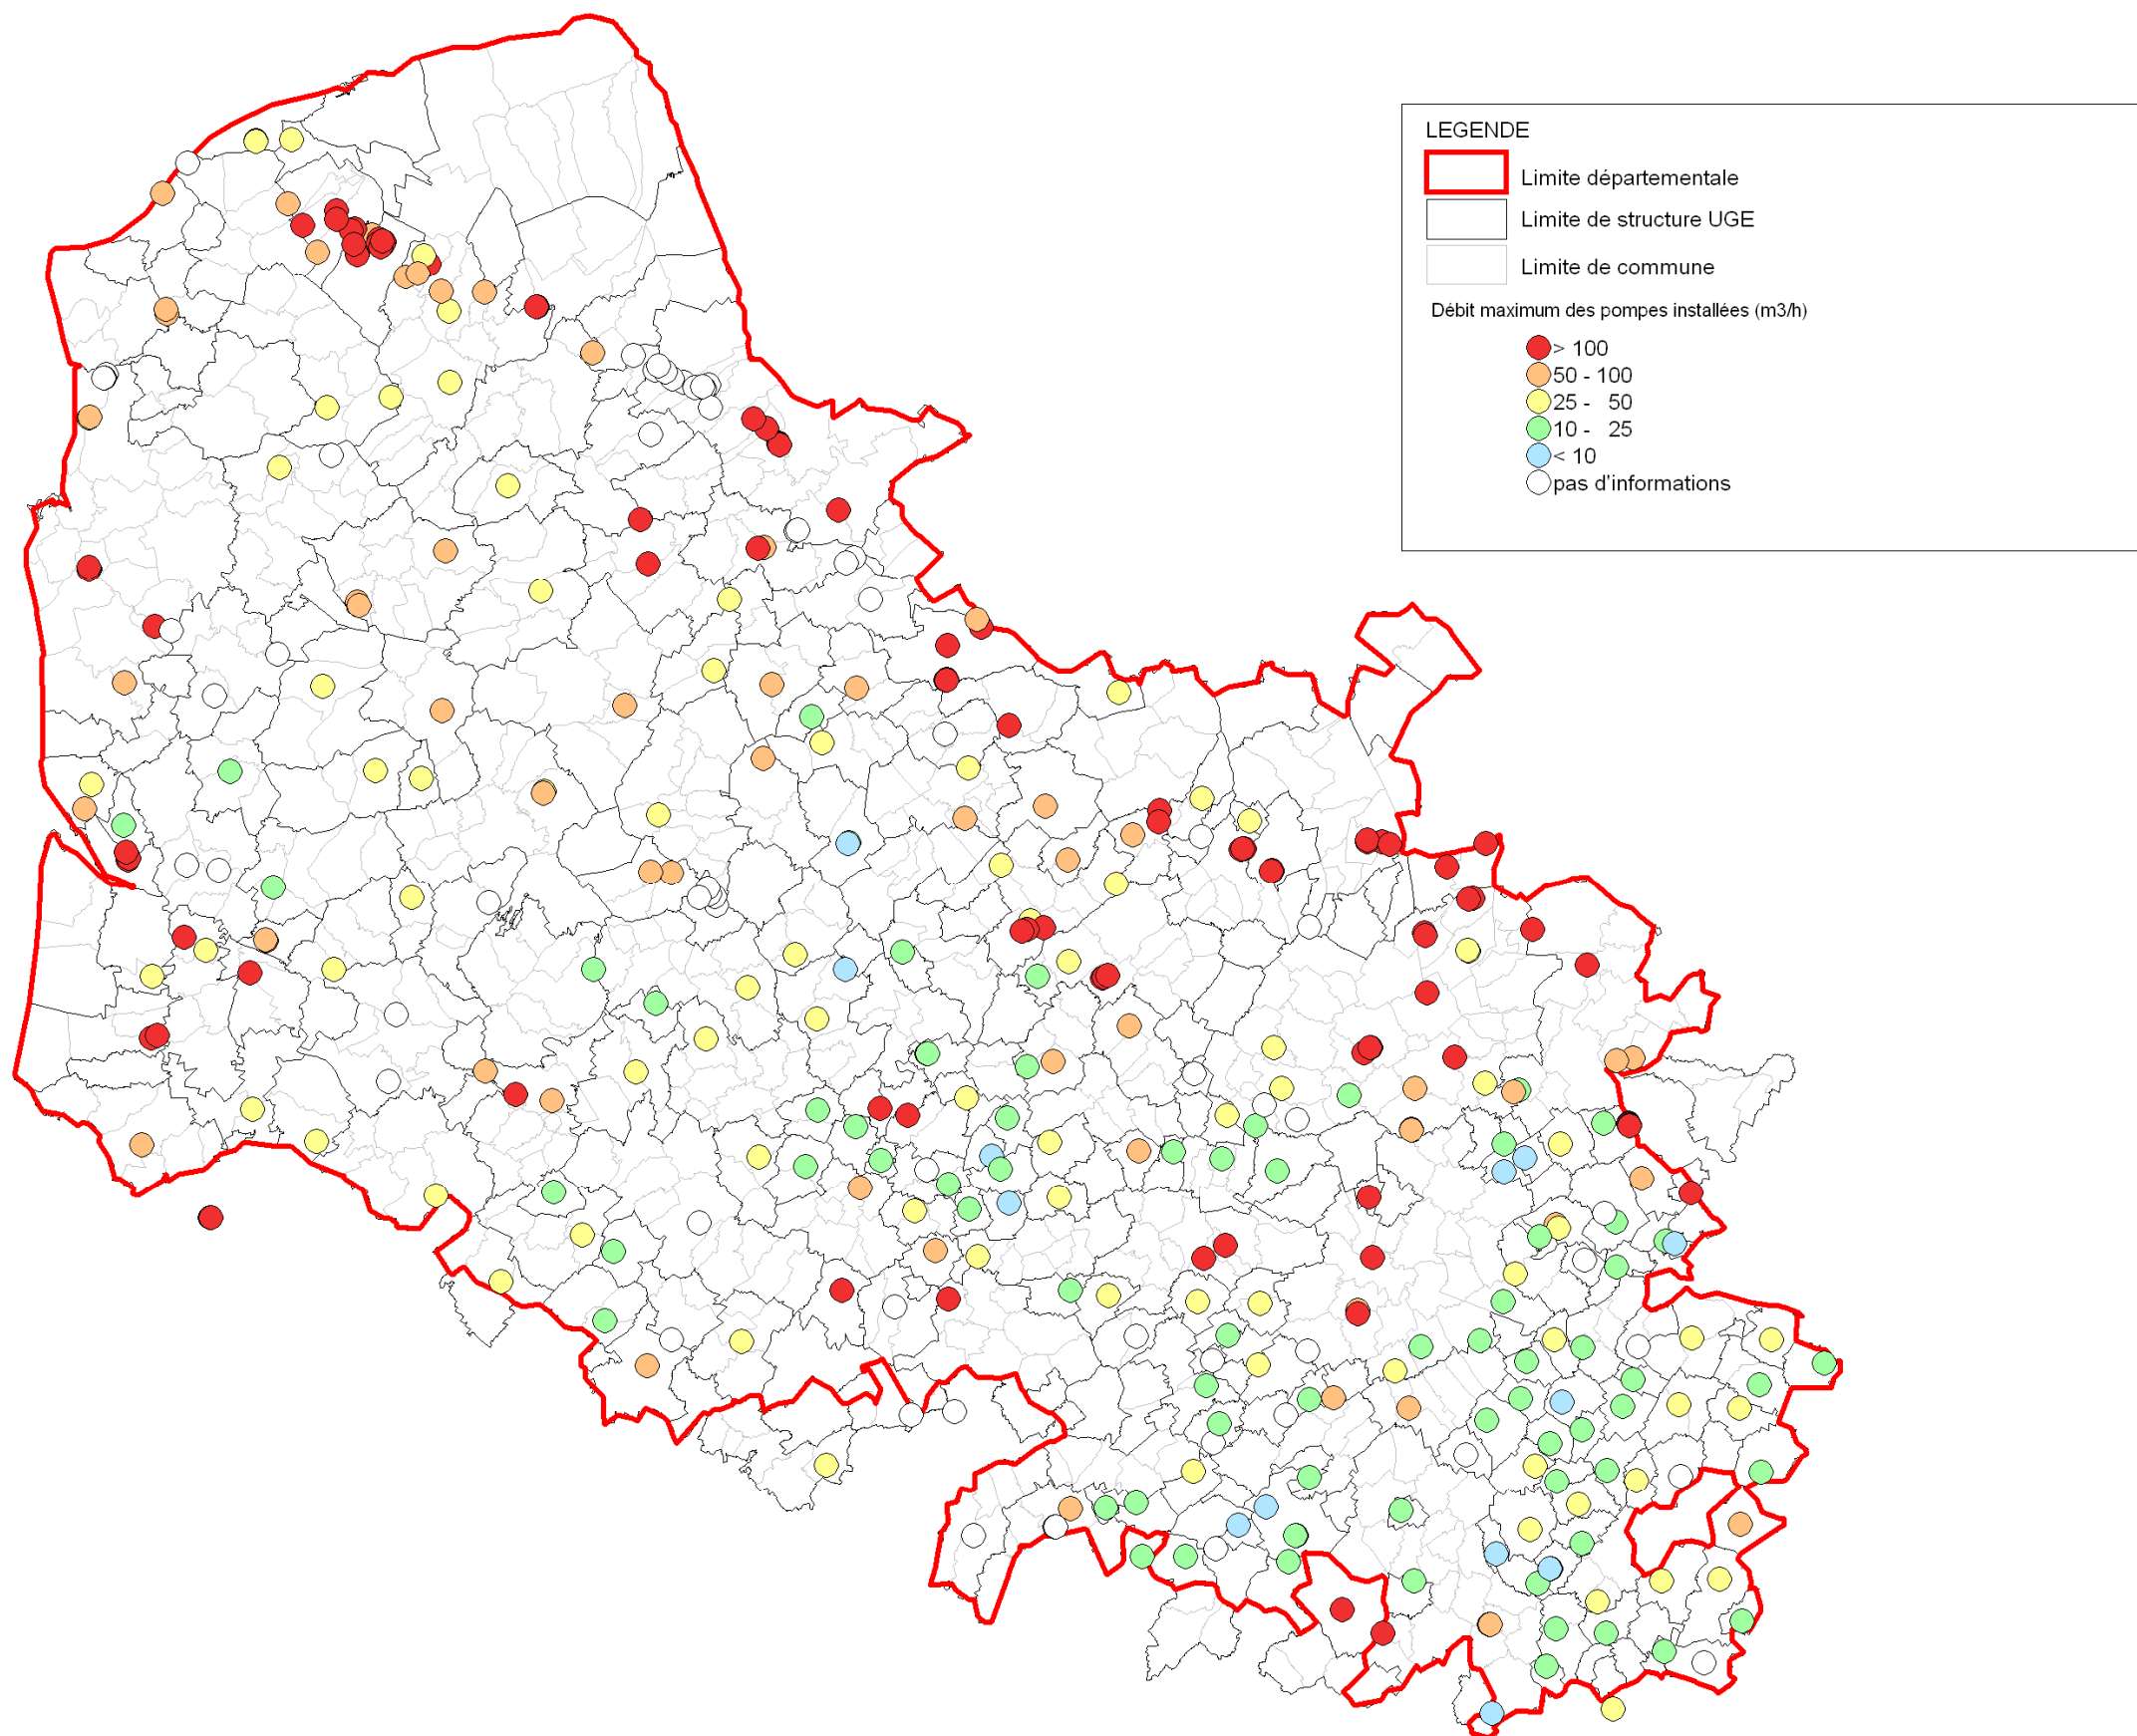 LEGENDE
Limite départementale
Limite de structure UGE
Limite de commune
Débit maximum des pompes installées (m3/h)
> 100
50 - 100
25 - 50
10 - 25
< 10
pas d'informations